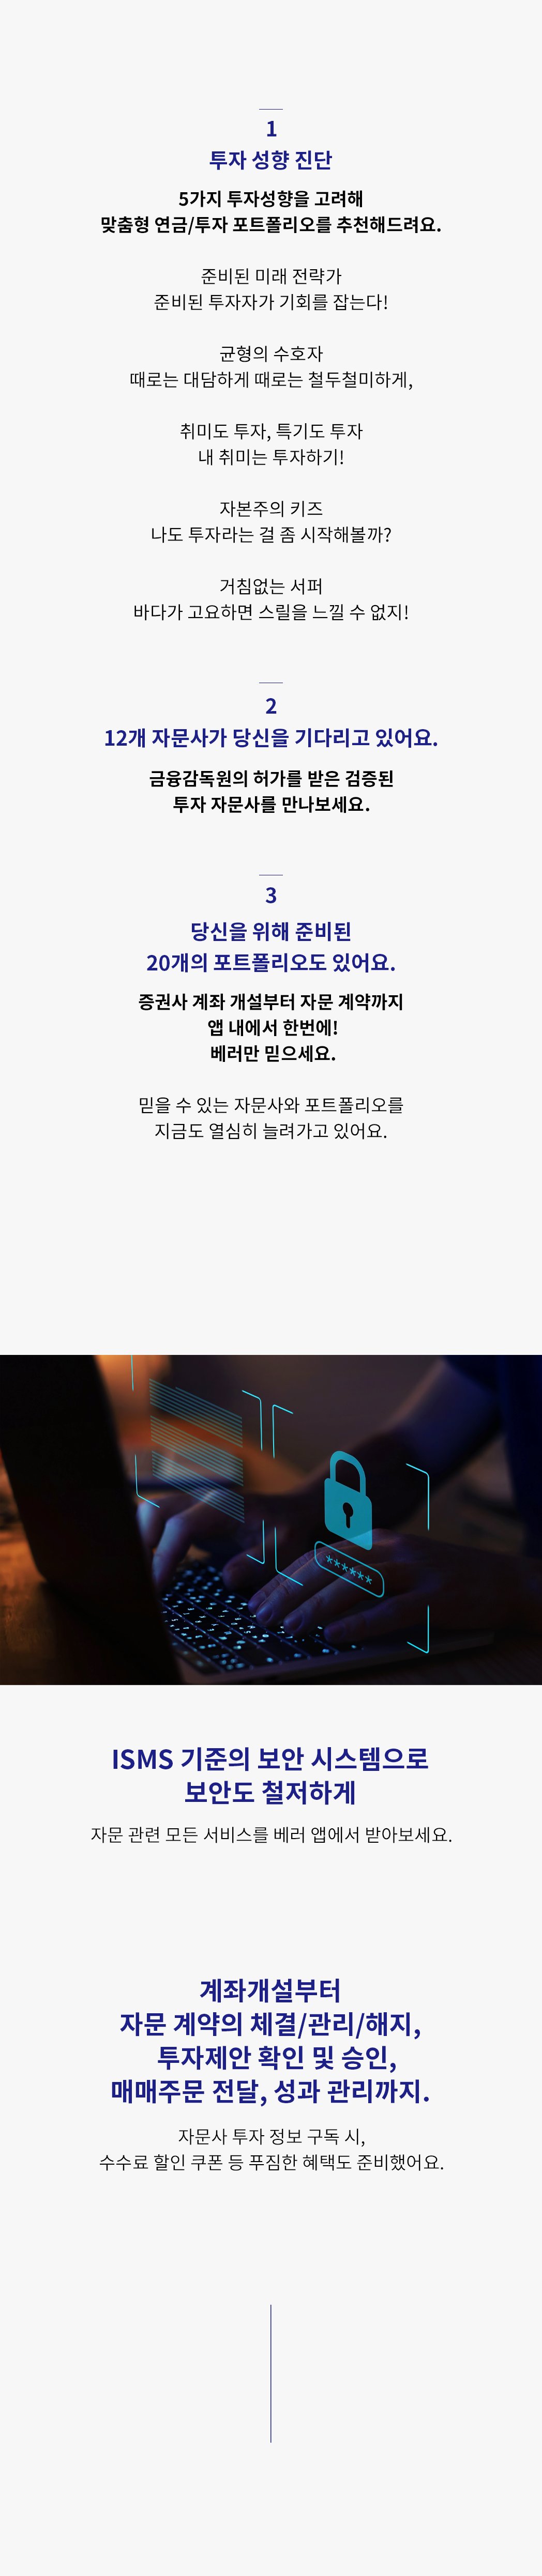 1
투자 성향 진단
5가지 투자성향을 고려해
맞춤형 연금/투자 포트폴리오를 추천해드려요.
준비된 미래 전략가
준비된 투자자가 기회를 잡는다!
균형의 수호자
때로는 대담하게 때로는 철두철미하게,
취미도 투자, 특기도 투자
내 취미는 투자하기!
자본주의 키즈
나도 투자라는 걸 좀 시작해볼까?
거침없는 서퍼
바다가 고요하면 스릴을 느낄 수 없지!
2
12개 자문사가 당신을 기다리고 있어요.
금융감독원의 허가를 받은 검증된
투자 자문사를 만나보세요.
3
당신을 위해 준비된
20개의 포트폴리오도 있어요.
증권사 계좌 개설부터 자문 계약까지
앱 내에서 한번에!
베러만 믿으세요.
믿을 수 있는 자문사와 포트폴리오를
지금도 열심히 늘려가고 있어요.
******
ISMS 기준의 보안 시스템으로
보안도 철저하게
자문 관련 모든 서비스를 베러 앱에서 받아보세요.
계좌개설부터
자문 계약의 체결/관리/해지,
투자제안 확인 및 승인,
매매주문 전달, 성과 관리까지.
자문사 투자 정보 구독 시,
수수료 할인 쿠폰 등 푸짐한 혜택도 준비했어요.